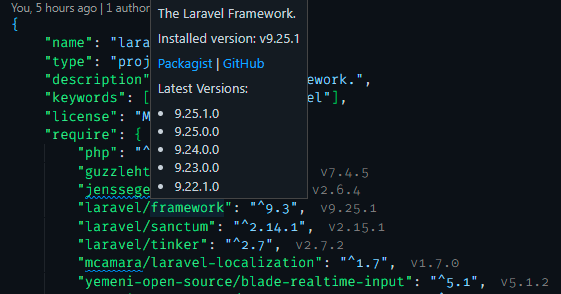 You, 5 hours ago | 1 author
{
"name": "lara
"type": "proj
"description" ework.",
"keywords": [ el"],
"license": "M
"require": {
"php": "^
"guzzleht v7.4.5
"jenssege v2.6.4
"laravel/framework": "^9.3", v9.25.1
"laravel/sanctum": "^2.14.1", v2.15.1
"laravel/tinker": "^2.7", v2.7.2
"mcamara/laravel-localization": "^1.7", v1.7.0
"yemeni-open-source/blade-realtime-input": "^5.1", v5.1.2
The Laravel Framework.
Installed version: v9.25.1
Packagist | GitHub
Latest Versions:
• 9.25.1.0
• 9.25.0.0
• 9.24.0.0
• 9.23.0.0
• 9.22.1.0